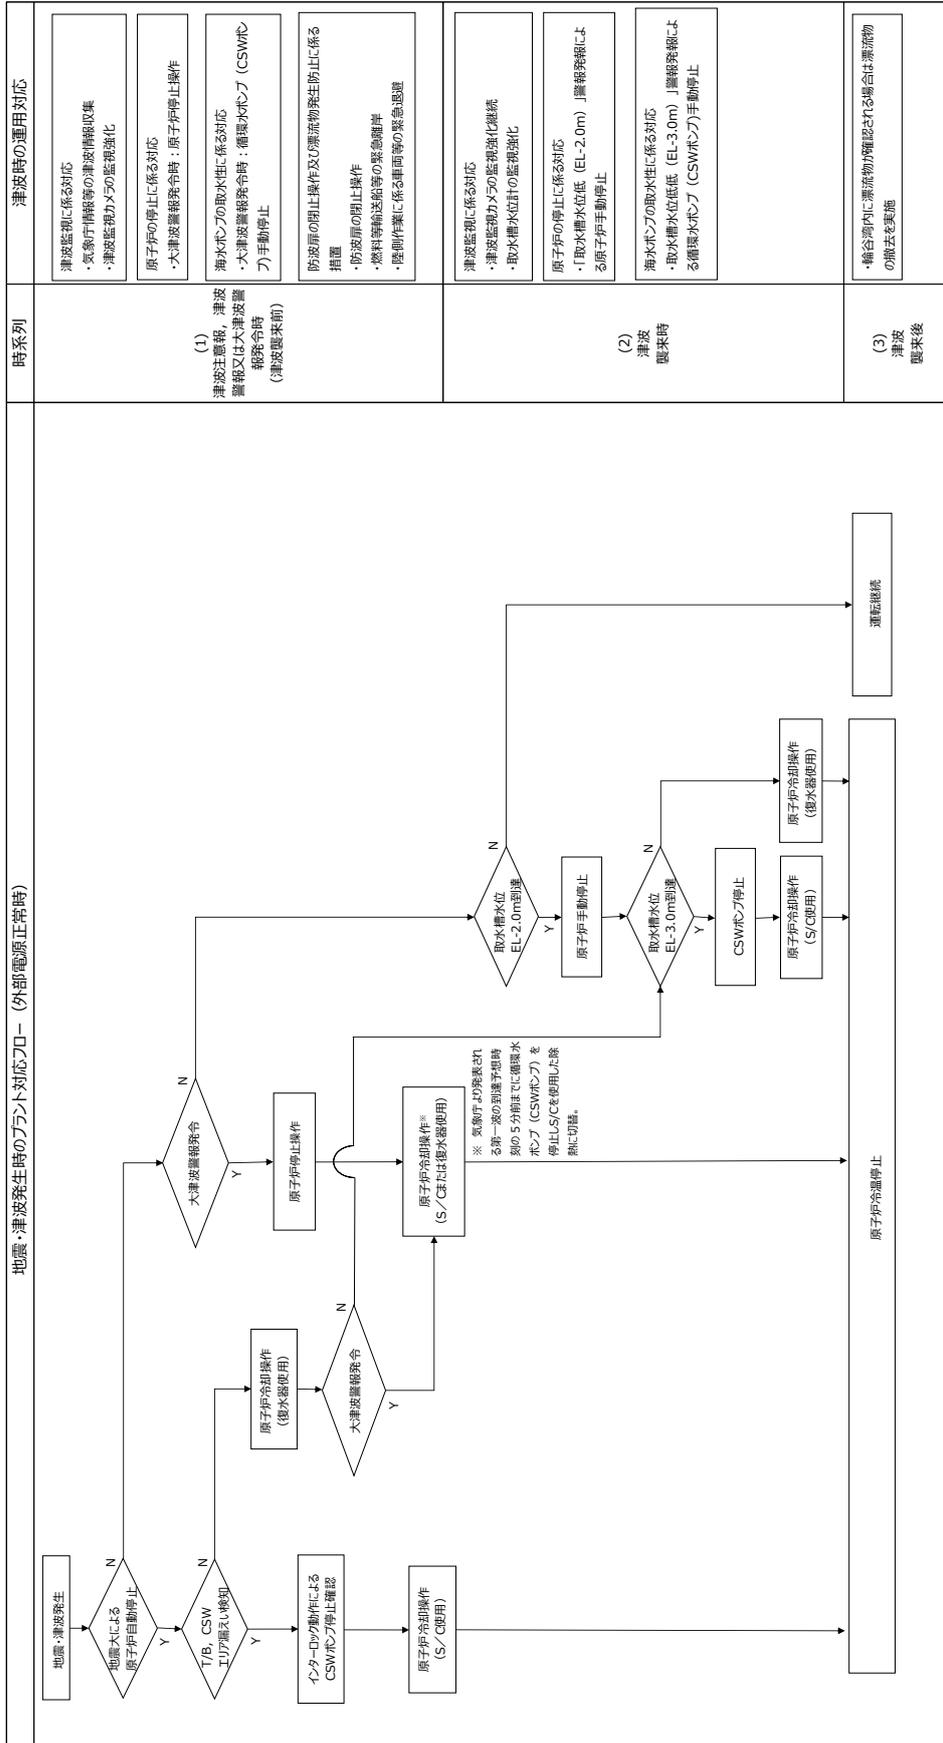 地震・津波発生時のプラント対応フロー（外部電源正常時）
時系列
津波時の運用対応
地震・津波発生
地震大による
原子炉自動停止
N
Y
T/B，CSW
エリア漏えい検知
N
Y
インターロック動作による
CSWポンプ停止確認
原子炉冷却操作
（S／C使用）
原子炉冷却操作
（復水器使用）
大津波警報発令
N
Y
大津波警報発令
N
Y
原子炉停止操作
原子炉冷却操作※
（S／Cまたは復水器使用）
※ 気象庁より発表され
る第一波の到達予想時
刻の５分前までに循環水
ポンプ（CSWポンプ）を
停止しS/Cを使用した除
熱に切替。
取水槽水位
EL-2.0m到達
N
Y
原子炉手動停止
取水槽水位
EL-3.0m到達
N
Y
CSWポンプ停止
原子炉冷却操作
（S/C使用）
原子炉冷却操作
（復水器使用）
原子炉冷温停止
運転継続
(1)
津波注意報，津波
警報又は大津波警
報発令時
（津波襲来前）
津波監視に係る対応
・気象庁情報等の津波情報収集
・津波監視カメラの監視強化
原子炉の停止に係る対応
・大津波警報発令時：原子炉停止操作
海水ポンプの取水性に係る対応
・大津波警報発令時：循環水ポンプ（CSWポン
プ)手動停止
防波扉の閉止操作及び漂流物発生防止に係る
措置
・防波扉の閉止操作
・燃料等輸送船等の緊急離岸
・陸側作業に係る車両等の緊急退避
(2)
津波
襲来時
津波監視に係る対応
・津波監視カメラの監視強化継続
・取水槽水位計の監視強化
原子炉の停止に係る対応
・「取水槽水位低（EL-2.0m）」警報発報によ
る原子炉手動停止
海水ポンプの取水性に係る対応
・取水槽水位低低（EL-3.0m）」警報発報によ
る循環水ポンプ（CSWポンプ)手動停止
(3)
津波
襲来後
・輪谷湾内に漂流物が確認される場合は漂流物
の撤去を実施